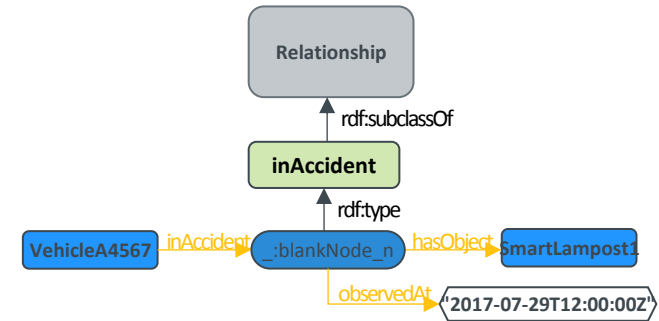 Relationship
rdf:subclassOf
inAccident
rdf:type
VehicleA4567 inAccident _:blankNode_n hasObject SmartLampost1
observedAt "2017-07-29T12:00:00Z"